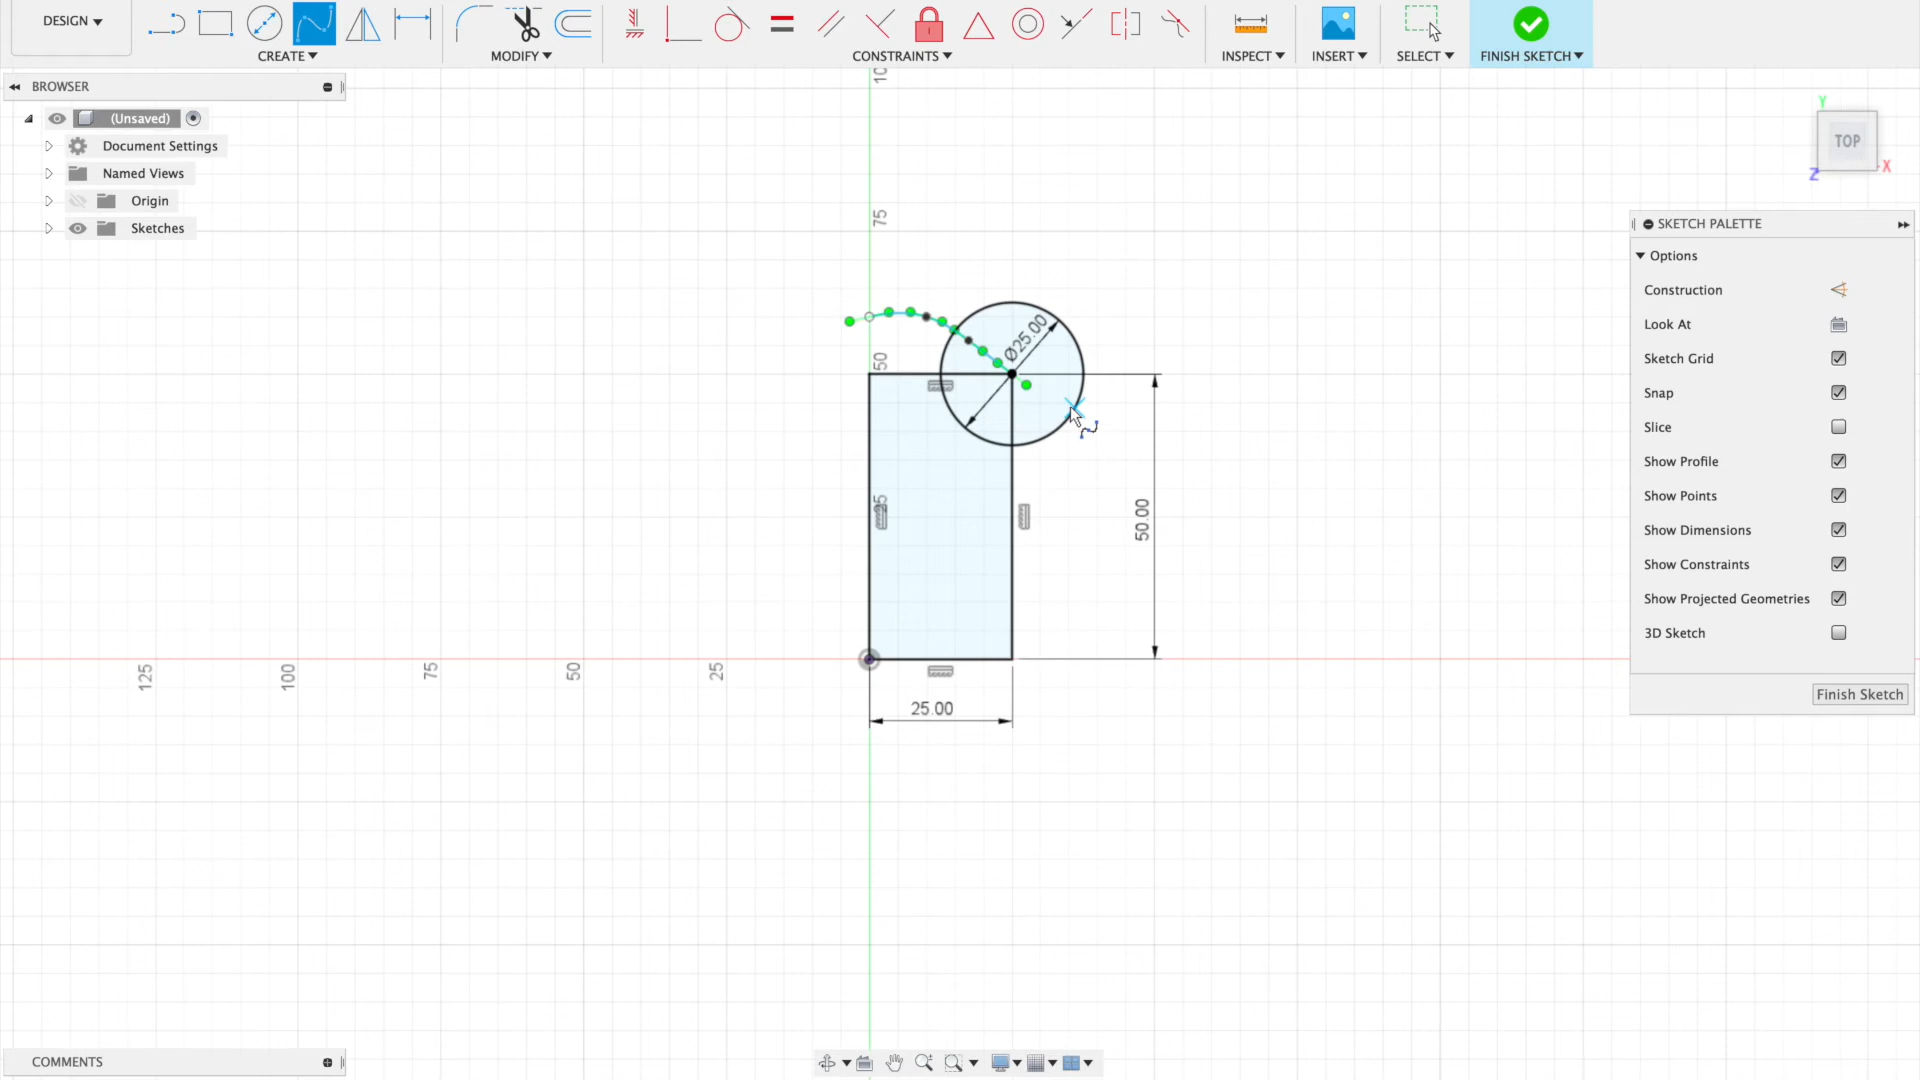 DESIGN
CREATE
MODIFY
CONSTRAINTS
INSPECT
INSERT
SELECT
FINISH SKETCH
BROWSER
(Unsaved)
Document Settings
Named Views
Origin
Sketches
10
75
50
25
Ø25.00
50.00
25.00
125
100
75
50
25
Y
TOP
X
Z
SKETCH PALETTE
Options
Construction
Look At
Sketch Grid
Snap
Slice
Show Profile
Show Points
Show Dimensions
Show Constraints
Show Projected Geometries
3D Sketch
Finish Sketch
COMMENTS